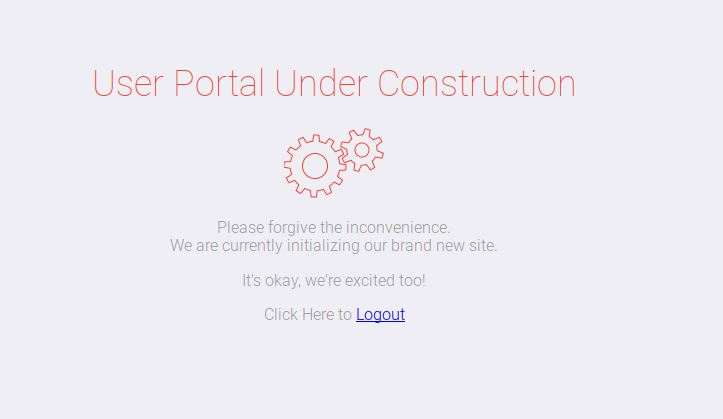 User Portal Under Construction
Please forgive the inconvenience.
We are currently initializing our brand new site.
It's okay, we're excited too!
Click Here to Logout